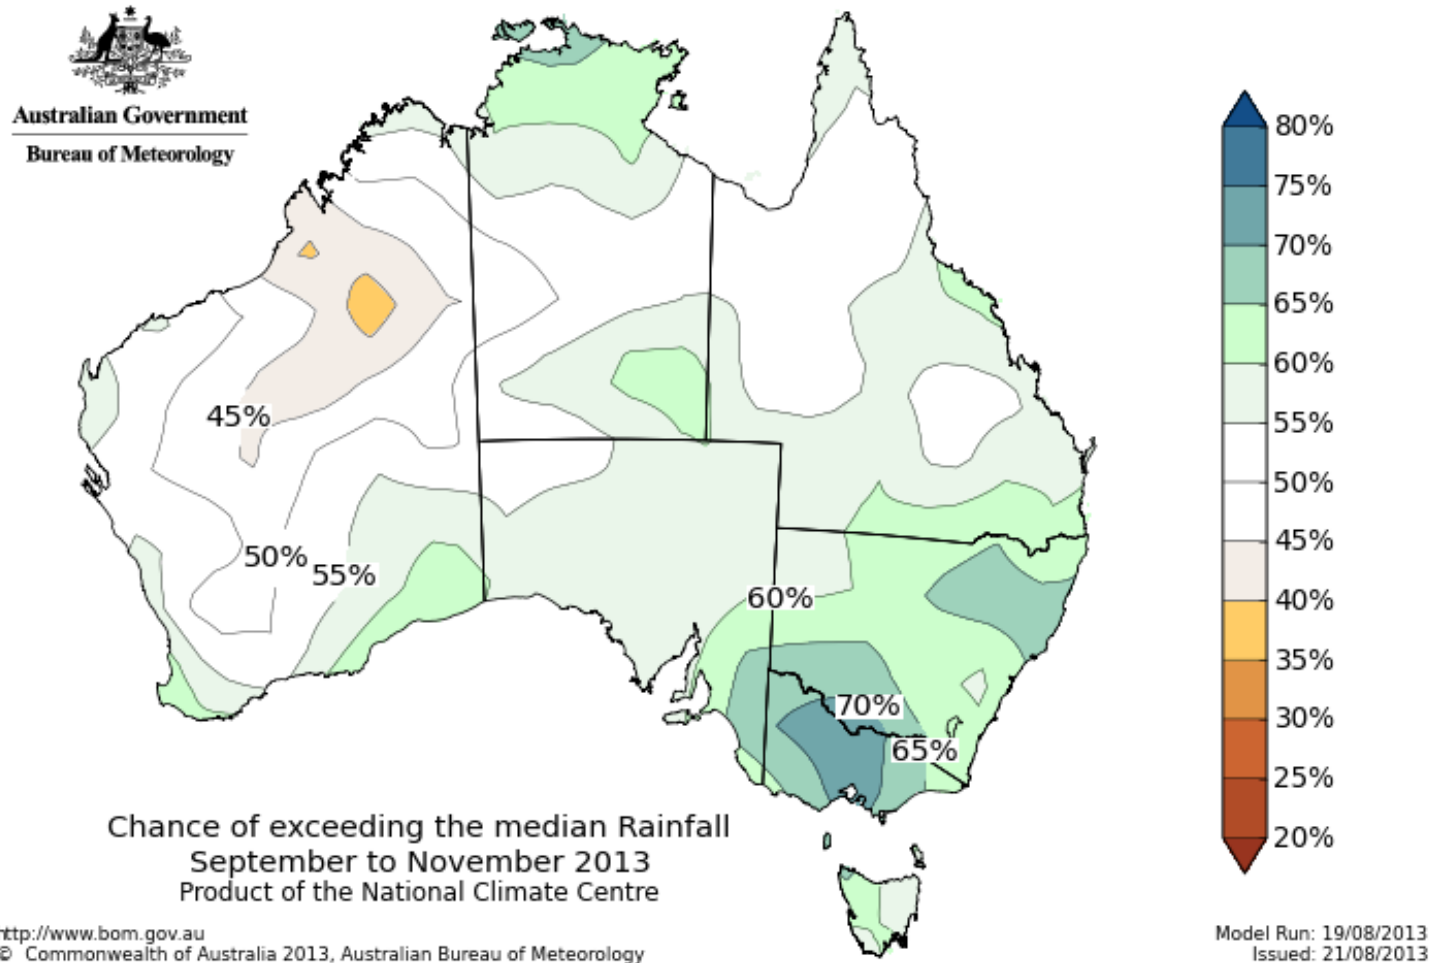 Australian Government
Bureau of Meteorology
80%
75%
70%
65%
60%
55%
50%
45%
40%
35%
30%
25%
20%
45%
50%
55%
60%
70%
65%
Chance of exceeding the median Rainfall
September to November 2013
Product of the National Climate Centre
http://www.bom.gov.au
© Commonwealth of Australia 2013, Australian Bureau of Meteorology
Model Run: 19/08/2013
Issued: 21/08/2013